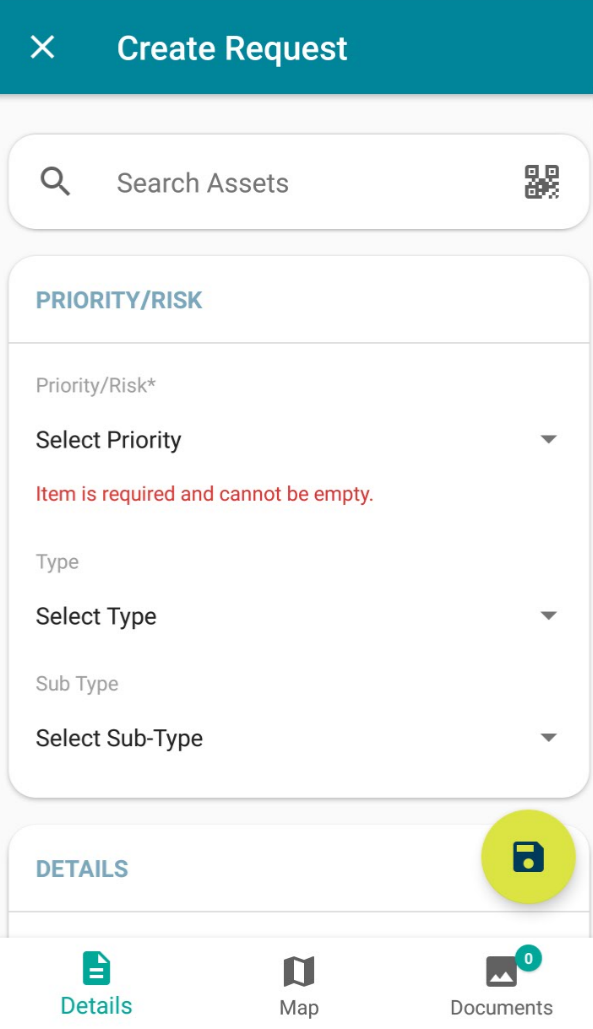 Create Request
Search Assets
PRIORITY/RISK
Priority/Risk*
Select Priority
Item is required and cannot be empty.
Type
Select Type
Sub Type
Select Sub-Type
DETAILS
0
Details
Map
Documents